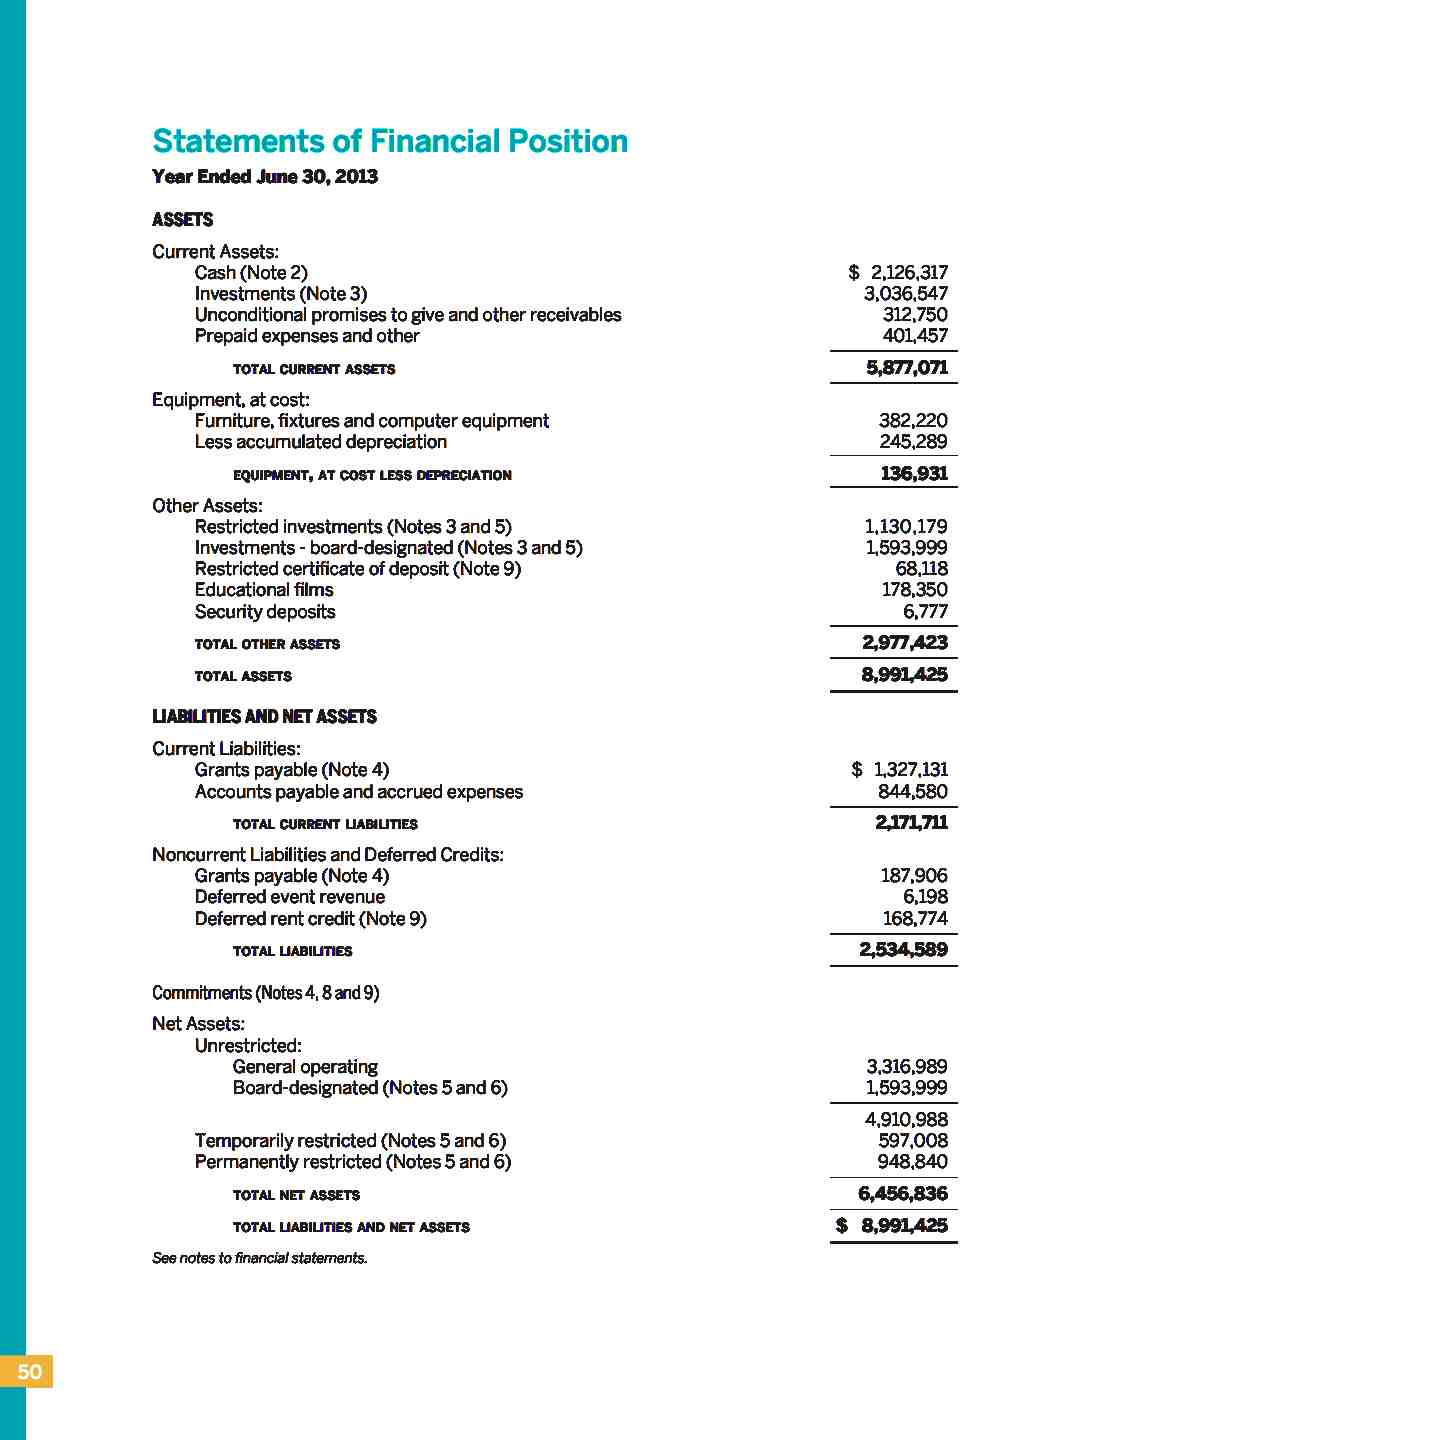 Statements of Financial Position
Year Ended June 30, 2013
ASSETS
Current Assets:
Cash (Note 2) $ 2,126,317
Investments (Note 3) 3,036,547
Unconditional promises to give and other receivables 312,750
Prepaid expenses and other 401,457
TOTAL CURRENT ASSETS 5,877,071
Equipment, at cost:
Furniture, fixtures and computer equipment 382,220
Less accumulated depreciation 245,289
EQUIPMENT, AT COST LESS DEPRECIATION 136,931
Other Assets:
Restricted investments (Notes 3 and 5) 1,130,179
Investments - board-designated (Notes 3 and 5) 1,593,999
Restricted certificate of deposit (Note 9) 68,118
Educational films 178,350
Security deposits 6,777
TOTAL OTHER ASSETS 2,977,423
TOTAL ASSETS 8,991,425
LIABILITIES AND NET ASSETS
Current Liabilities:
Grants payable (Note 4) $ 1,327,131
Accounts payable and accrued expenses 844,580
TOTAL CURRENT LIABILITIES 2,171,711
Noncurrent Liabilities and Deferred Credits:
Grants payable (Note 4) 187,906
Deferred event revenue 6,198
Deferred rent credit (Note 9) 168,774
TOTAL LIABILITIES 2,534,589
Commitments (Notes 4, 8 and 9)
Net Assets:
Unrestricted:
General operating 3,316,989
Board-designated (Notes 5 and 6) 1,593,999
4,910,988
Temporarily restricted (Notes 5 and 6) 597,008
Permanently restricted (Notes 5 and 6) 948,840
TOTAL NET ASSETS 6,456,836
TOTAL LIABILITIES AND NET ASSETS $ 8,991,425
See notes to financial statements.
50